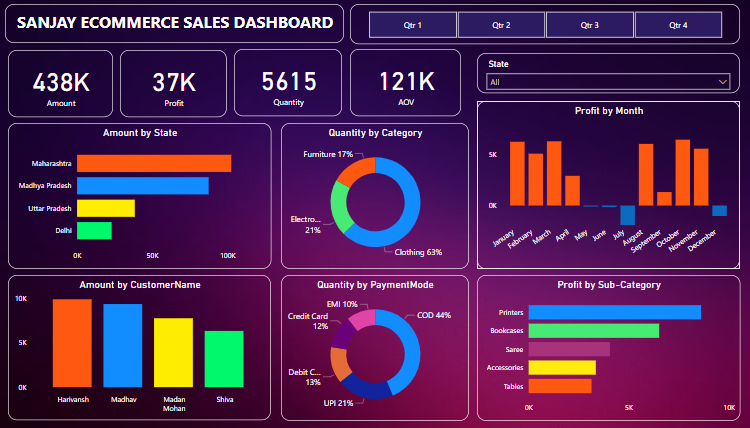 SANJAY ECOMMERCE SALES DASHBOARD
Qtr 1
Qtr 2
Qtr 3
Qtr 4
438K
Amount
37K
Profit
5615
Quantity
121K
AOV
State
All
Amount by State
Maharashtra
Madhya Pradesh
Uttar Pradesh
Delhi
0K
50K
100K
Quantity by Category
Furniture 17%
Electro...
21%
Clothing 63%
Profit by Month
5K
0K
January
February
March
April
May
June
July
August
September
October
November
December
Amount by CustomerName
10K
5K
0K
Harivansh
Madhav
Madan
Mohan
Shiva
Quantity by PaymentMode
EMI 10%
Credit Card
12%
COD 44%
Debit C...
13%
UPI 21%
Profit by Sub-Category
Printers
Bookcases
Saree
Accessories
Tables
0K
5K
10K